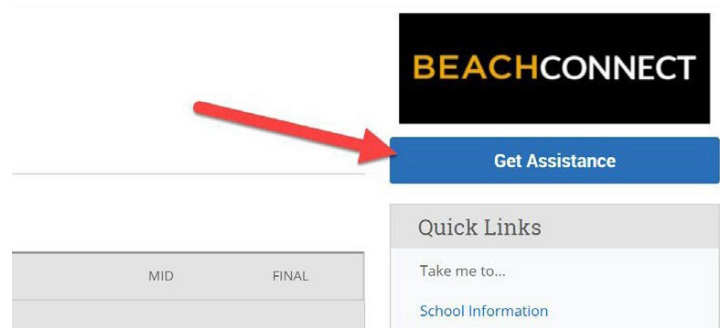 BEACHCONNECT
Get Assistance
Quick Links
MID FINAL
Take me to...
School Information